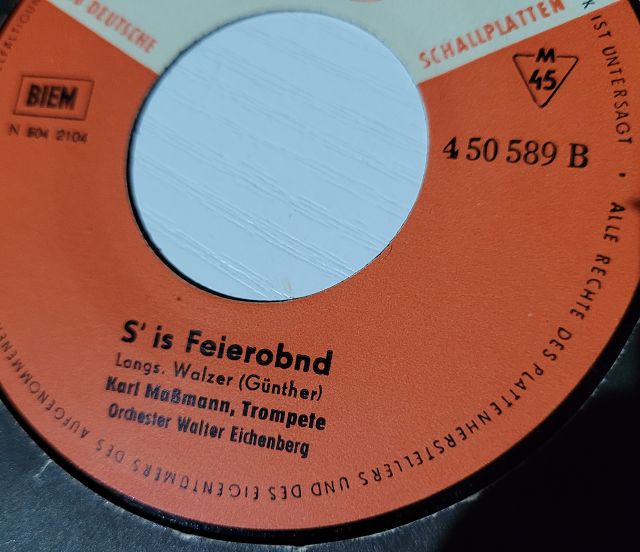 DEUTSCHE
SCHALLPLATTEN
BIEM
N 504 2104
M
45
4 50 589 B
S' is Feierobnd
Langs. Walzer (Günther)
Karl Maßmann, Trompete
Orchester Walter Eichenberg
IST UNTERSAGT • ALLE RECHTE DES PLATTENHERSTELLERS UND DES EIGENTÜMERS DES AUFGENOMMENEN